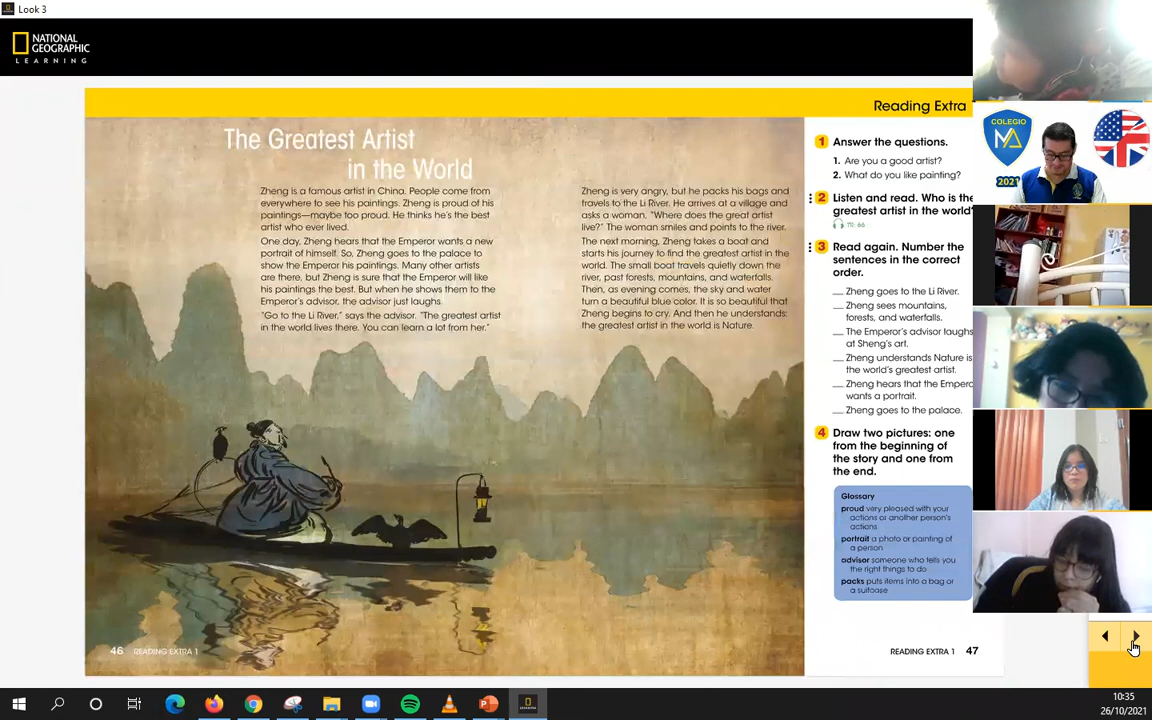 Look 3
NATIONAL
GEOGRAPHIC
LEARNING
Reading Extra
The Greatest Artist
in the World
Zheng is a famous artist in China. People come from
everywhere to see his paintings. Zheng is proud of his
paintings—maybe too proud. He thinks he's the best
artist who ever lived.
One day, Zheng hears that the Emperor wants a new
portrait of himself. So, Zheng goes to the palace to
show the Emperor his paintings. Many other artists
are there, but Zheng is sure that the Emperor will like
his paintings the best. But when he shows them to the
Emperor's advisor, the advisor just laughs.
"Go to the Li River," says the advisor. "The greatest artist
in the world lives there. You can learn a lot from her."
Zheng is very angry, but he packs his bags and
travels to the Li River. He arrives at a village and
asks a woman, "Where does the great artist
live?" The woman smiles and points to the river.
The next morning, Zheng takes a boat and
starts his journey to find the greatest artist in the
world. The small boat travels quietly down the
river, past forests, mountains, and waterfalls.
Then, as evening comes, the sky and water
turn a beautiful blue color. It is so beautiful that
Zheng begins to cry. And then he understands:
the greatest artist in the world is Nature.
1 Answer the questions.
1. Are you a good artist?
2. What do you like painting?
2 Listen and read. Who is the
greatest artist in the world?
TR: 66
3 Read again. Number the
sentences in the correct
order.
__ Zheng goes to the Li River.
__ Zheng sees mountains,
forests, and waterfalls.
__ The Emperor's advisor laughs
at Sheng's art.
__ Zheng understands Nature is
the world's greatest artist.
__ Zheng hears that the Empero
wants a portrait.
__ Zheng goes to the palace.
4 Draw two pictures: one
from the beginning of
the story and one from
the end.
Glossary
proud very pleased with your
actions or another person's
actions
portrait a photo or painting of
a person
advisor someone who tells you
the right things to do
packs puts items into a bag or
a suitcase
46 READING EXTRA 1
READING EXTRA 1 47
COLEGIO
MA
2021
10:35
26/10/2021